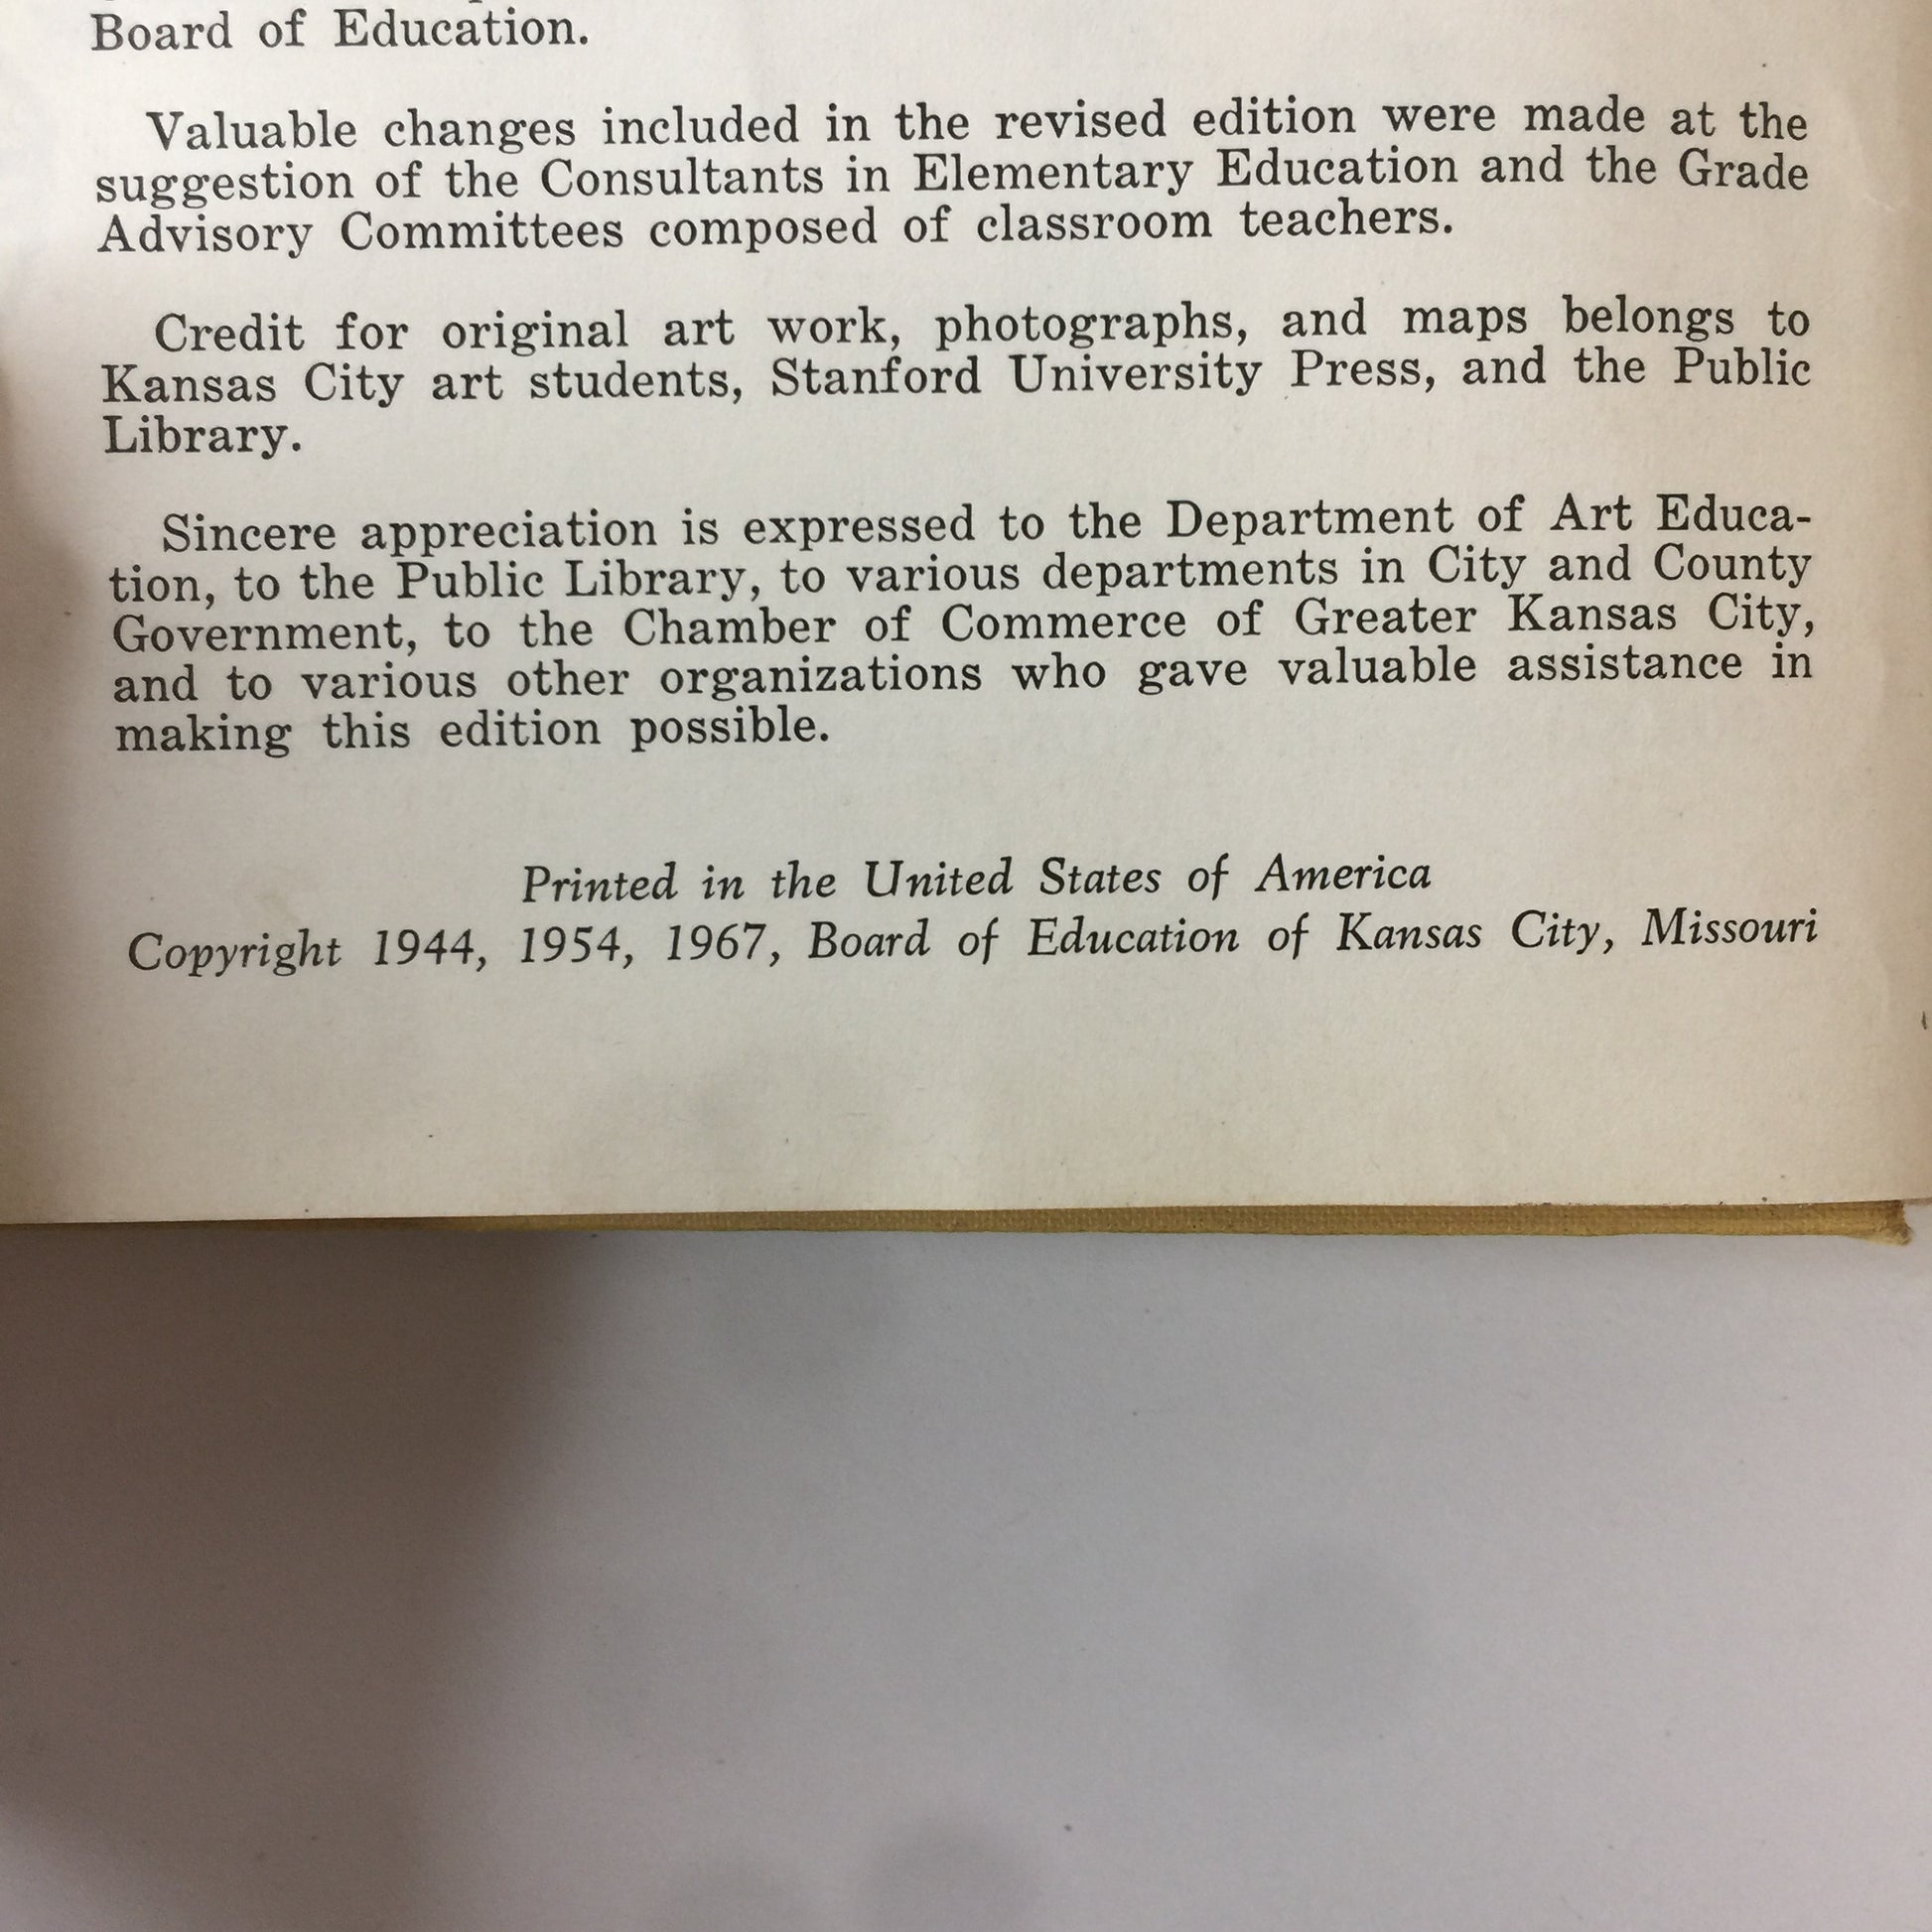 Board of Education.
Valuable changes included in the revised edition were made at the
suggestion of the Consultants in Elementary Education and the Grade
Advisory Committees composed of classroom teachers.
Credit for original art work, photographs, and maps belongs to
Kansas City art students, Stanford University Press, and the Public
Library.
Sincere appreciation is expressed to the Department of Art Educa-
tion, to the Public Library, to various departments in City and County
Government, to the Chamber of Commerce of Greater Kansas City,
and to various other organizations who gave valuable assistance in
making this edition possible.
Printed in the United States of America
Copyright 1944, 1954, 1967, Board of Education of Kansas City, Missouri